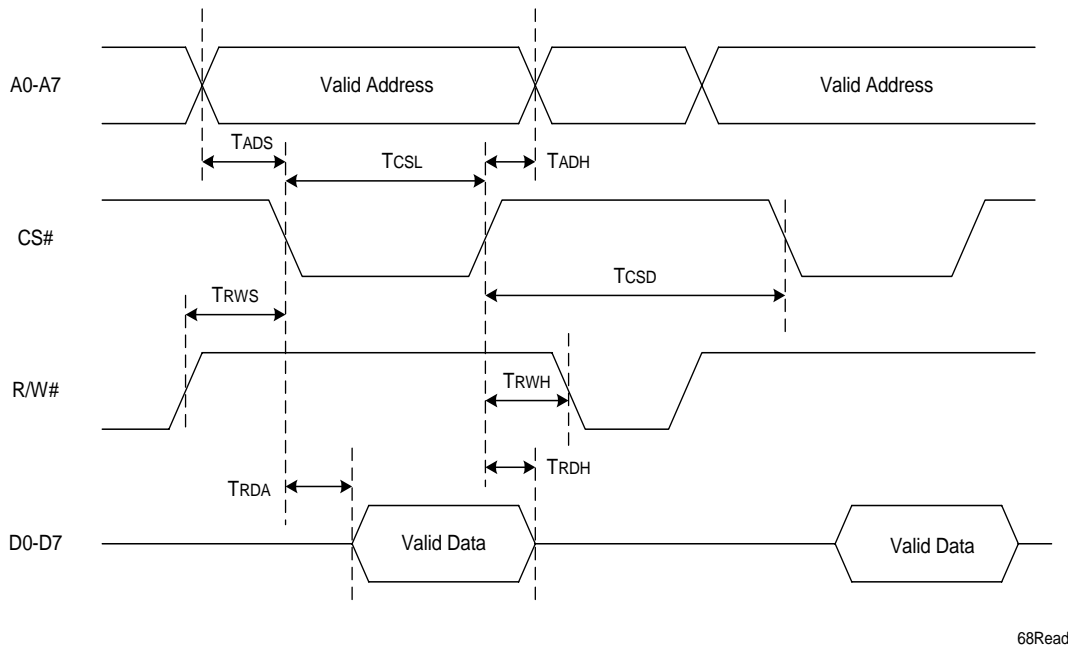 A0-A7
Valid Address
Valid Address
TADS
TCSL
TADH
CS#
TCSD
TRWS
R/W#
TRWH
TRDH
TRDA
D0-D7
Valid Data
Valid Data
68Read